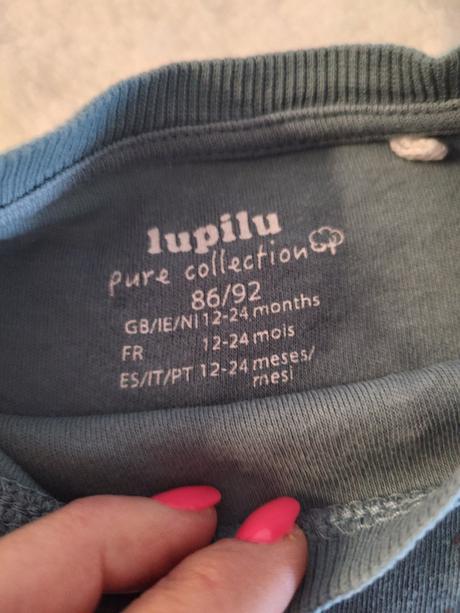 lupilu
pure collection
86/92
GB/IE/NI 12-24 months
FR 12-24 mois
ES/IT/PT 12-24 meses/
mesi